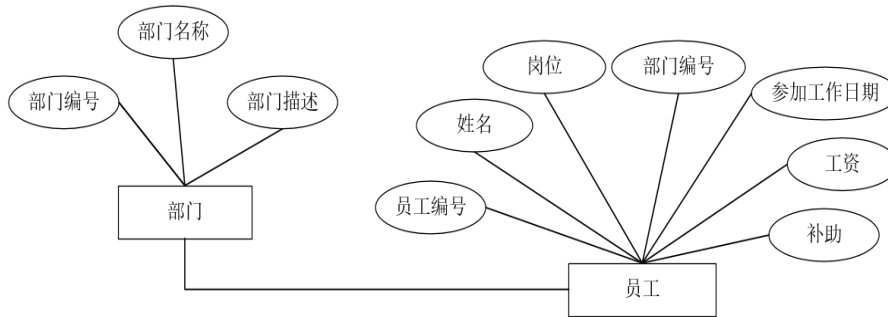 部门名称
部门编号
部门描述
部门
岗位
部门编号
参加工作日期
姓名
工资
员工编号
补助
员工